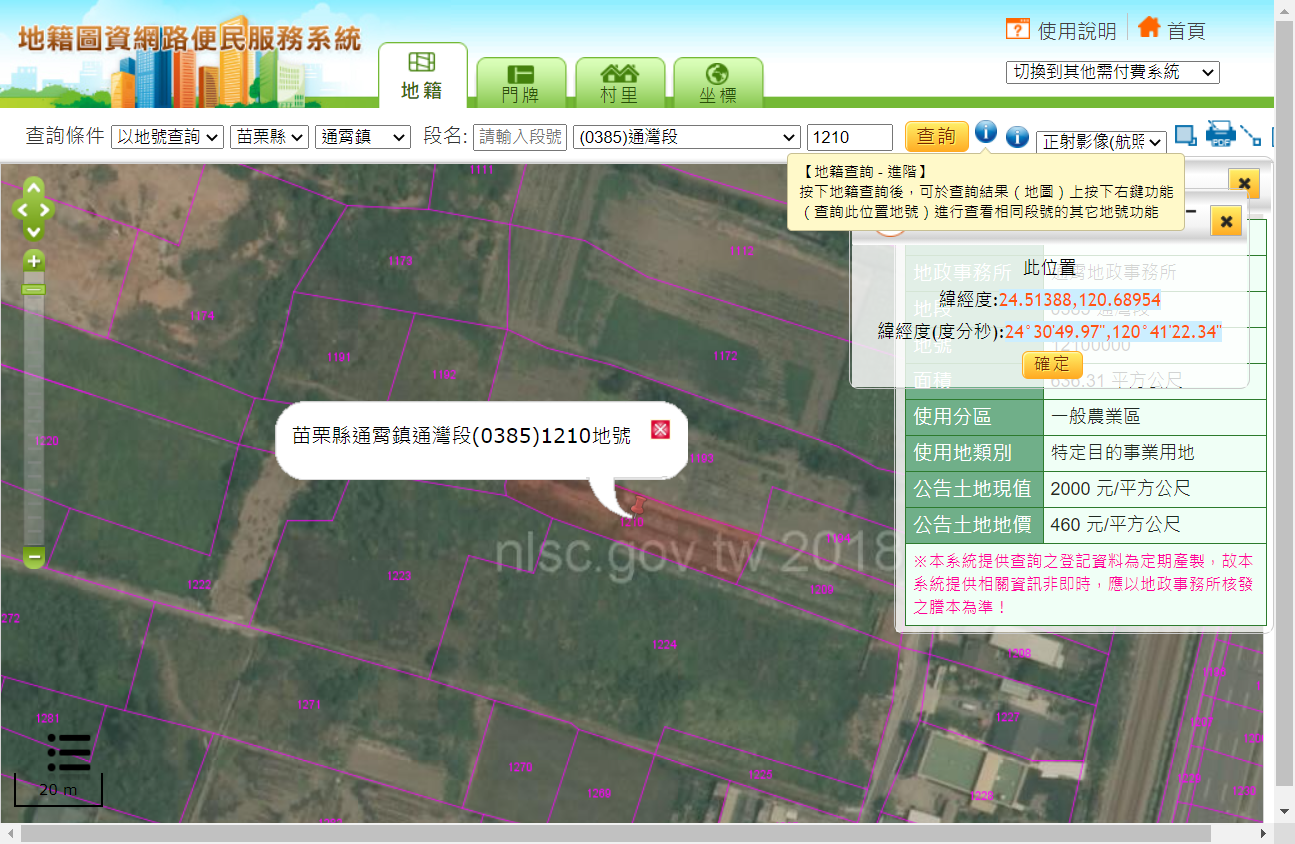 地籍圖資網路便民服務系統
地籍
門牌
村里
坐標
使用說明
首頁
切換到其他需付費系統
查詢條件
以地號查詢
苗栗縣
通霄鎮
段名:
請輸入段號
(0385)通灣段
1210
查詢
正射影像(航照
【地籍查詢 - 進階】
按下地籍查詢後，可於查詢結果（地圖）上按下右鍵功能
（查詢此位置地號）進行查看相同段號的其它地號功能
此位置
緯經度:24.51388,120.68954
緯經度(度分秒):24°30'49.97",120°41'22.34"
確定
地政事務所 通霄地政事務所
地段 0385 通灣段
地號 12100000
面積 636.31 平方公尺
使用分區 一般農業區
使用地類別 特定目的事業用地
公告土地現值 2000 元/平方公尺
公告土地地價 460 元/平方公尺
※本系統提供查詢之登記資料為定期產製，故本
系統提供相關資訊非即時，應以地政事務所核發
之謄本為準！
苗栗縣通霄鎮通灣段(0385)1210地號
1111
1173
1174
1191
1192
1172
1193
1220
1210
1194
1222
1223
1209
1224
1208
1271
1281
1227
1228
nlsc.gov.tw 2018
20 m